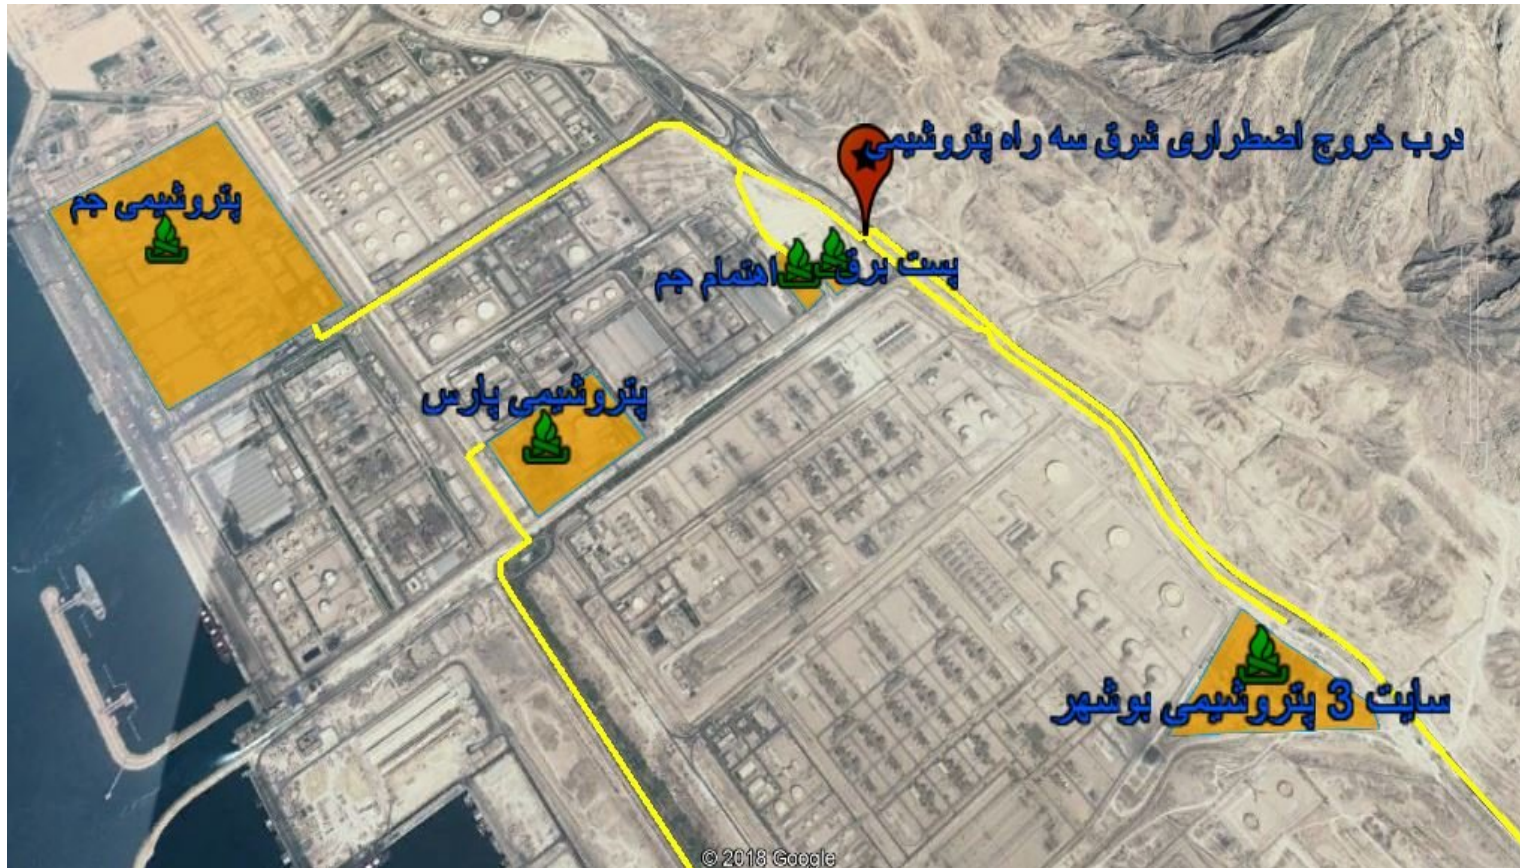 درب خروج اضطراری شرق سه راه پتروشیمی
پتروشیمی جم
پست برق
اهتمام جم
پتروشیمی پارس
سایت 3 پتروشیمی بوشهر
© 2018 Google